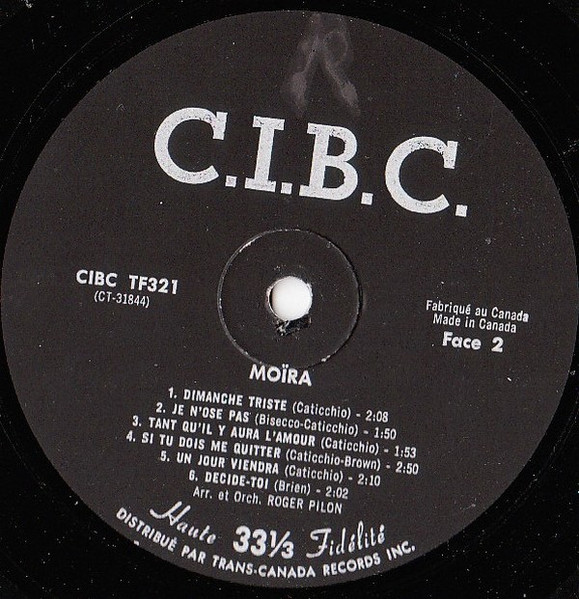 C.I.B.C.
CIBC TF321
(CT-31844)
Fabriqué au Canada
Made in Canada
Face 2
MOÏRA
1. DIMANCHE TRISTE (Caticchio) - 2:08
2. JE N'OSE PAS (Bisecco-Caticchio) - 1:50
3. TANT QU'IL Y AURA L'AMOUR (Caticchio) - 1:53
4. SI TU DOIS ME QUITTER (Caticchio-Brown) - 2:50
5. UN JOUR VIENDRA (Caticchio) - 2:10
6. DECIDE-TOI (Brien) - 2:02
Arr. et Orch. ROGER PILON
Haute 33⅓ Fidélité
DISTRIBUÉ PAR TRANS-CANADA RECORDS INC.